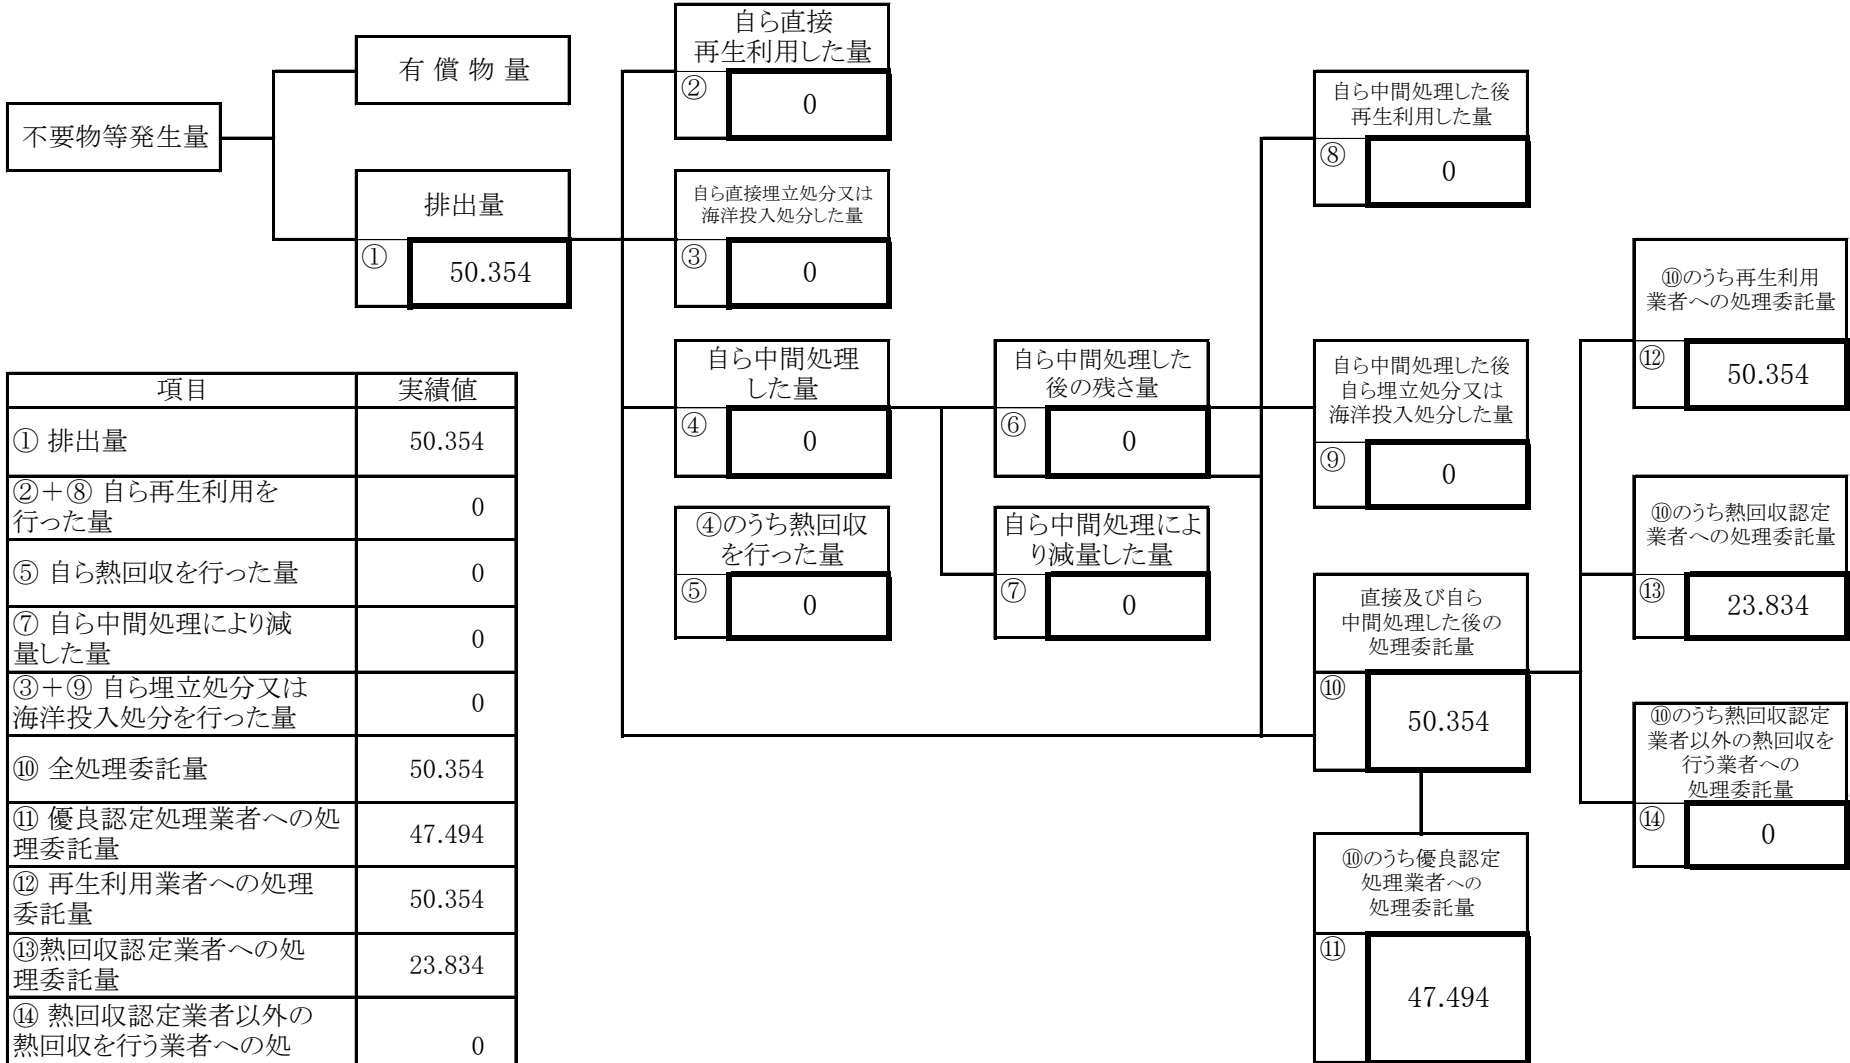 不要物等発生量
有 償 物 量
排出量
①
50.354
自ら直接
再生利用した量
②
0
自ら直接埋立処分又は
海洋投入処分した量
③
0
自ら中間処理
した量
④
0
④のうち熱回収
を行った量
⑤
0
自ら中間処理した
後の残さ量
⑥
0
自ら中間処理によ
り減量した量
⑦
0
自ら中間処理した後
再生利用した量
⑧
0
自ら中間処理した後
自ら埋立処分又は
海洋投入処分した量
⑨
0
直接及び自ら
中間処理した後の
処理委託量
⑩
50.354
⑩のうち優良認定
処理業者への
処理委託量
⑪
47.494
⑩のうち再生利用
業者への処理委託量
⑫
50.354
⑩のうち熱回収認定
業者への処理委託量
⑬
23.834
⑩のうち熱回収認定
業者以外の熱回収を
行う業者への
処理委託量
⑭
0
項目 実績値
① 排出量 50.354
②+⑧ 自ら再生利用を
行った量 0
⑤ 自ら熱回収を行った量 0
⑦ 自ら中間処理により減
量した量 0
③+⑨ 自ら埋立処分又は
海洋投入処分を行った量 0
⑩ 全処理委託量 50.354
⑪ 優良認定処理業者への処
理委託量 47.494
⑫ 再生利用業者への処理
委託量 50.354
⑬熱回収認定業者への処
理委託量 23.834
⑭ 熱回収認定業者以外の
熱回収を行う業者への処 0